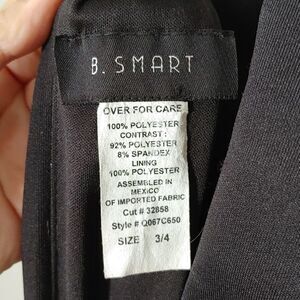 B. SMART
OVER FOR CARE
100% POLYESTER
CONTRAST :
92% POLYESTER
8% SPANDEX
LINING
100% POLYESTER
ASSEMBLED IN
MEXICO
OF IMPORTED FABRIC
Cut # 32858
Style # Q067C650
SIZE 3/4